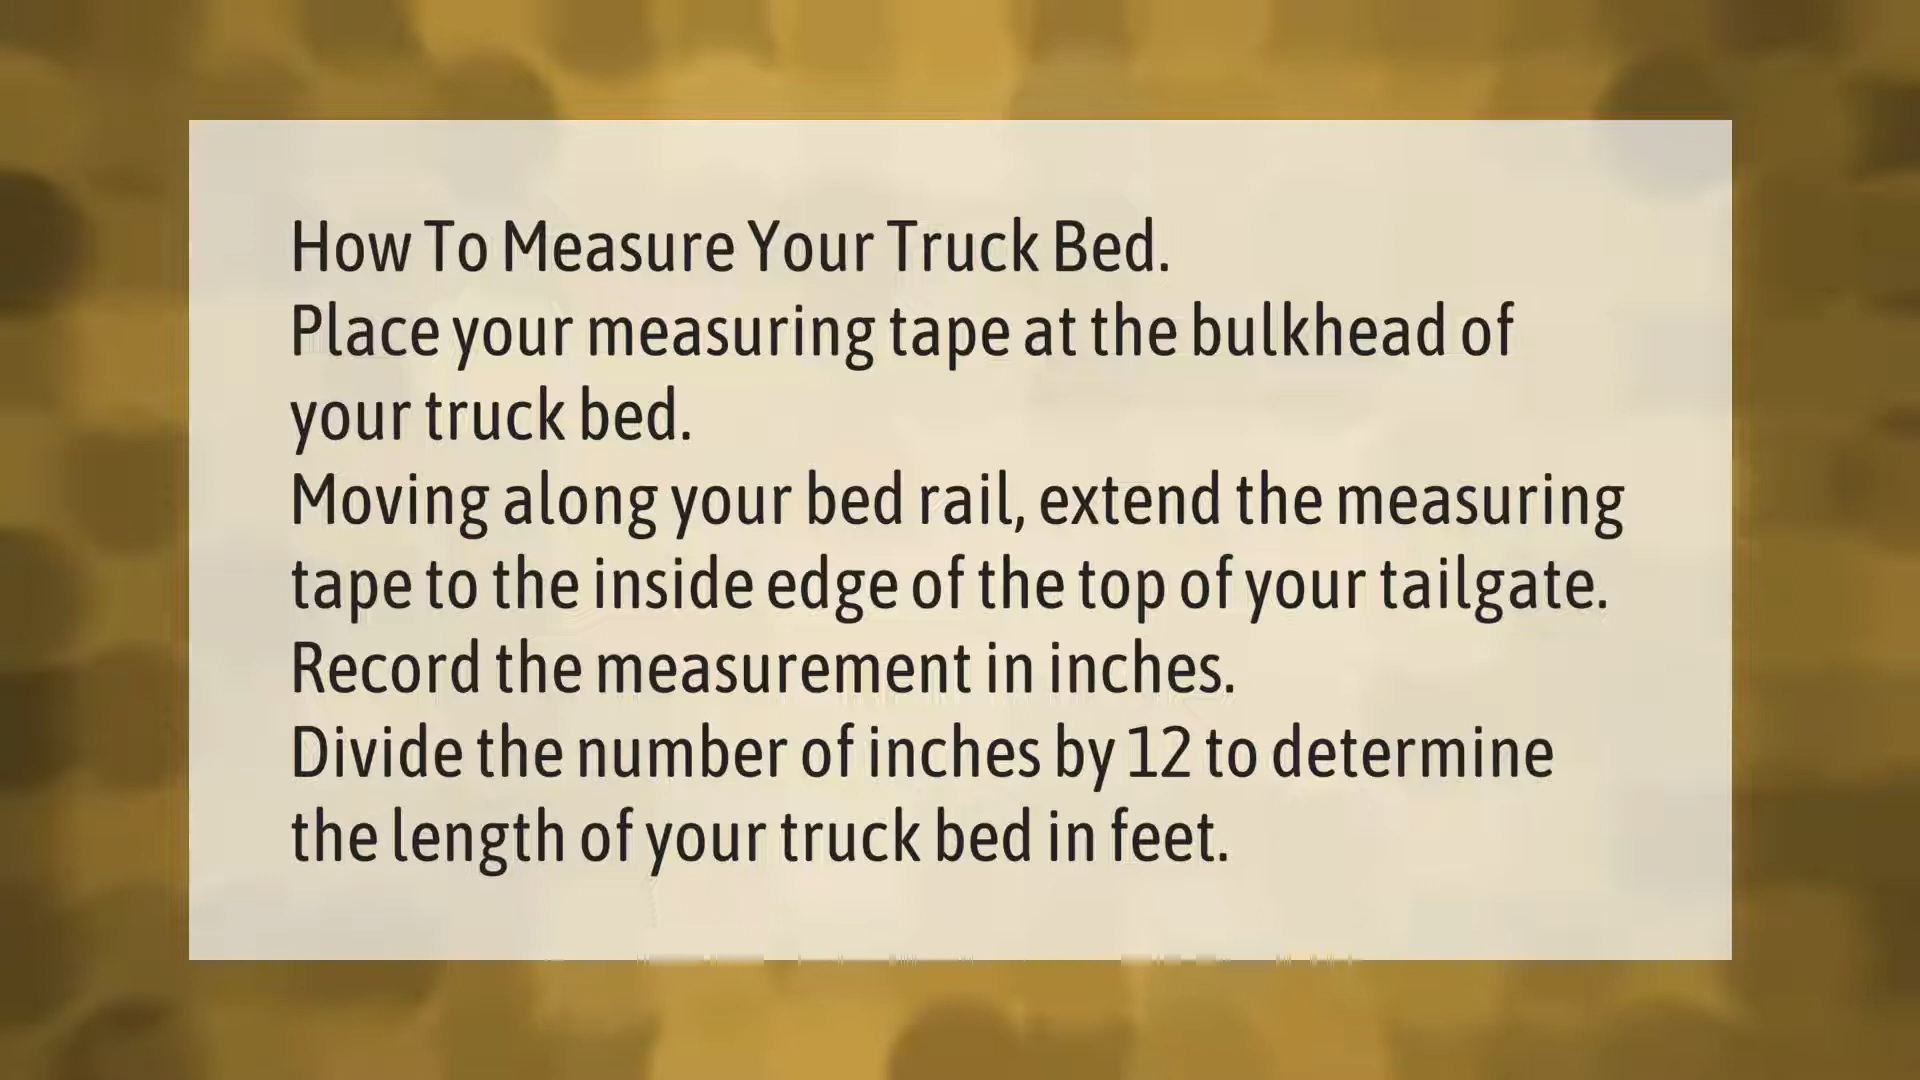 How To Measure Your Truck Bed.
Place your measuring tape at the bulkhead of
your truck bed.
Moving along your bed rail, extend the measuring
tape to the inside edge of the top of your tailgate.
Record the measurement in inches.
Divide the number of inches by 12 to determine
the length of your truck bed in feet.